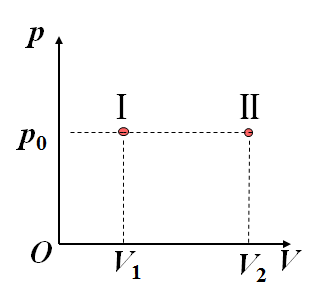 p
I II
p₀
O V₁ V₂ V